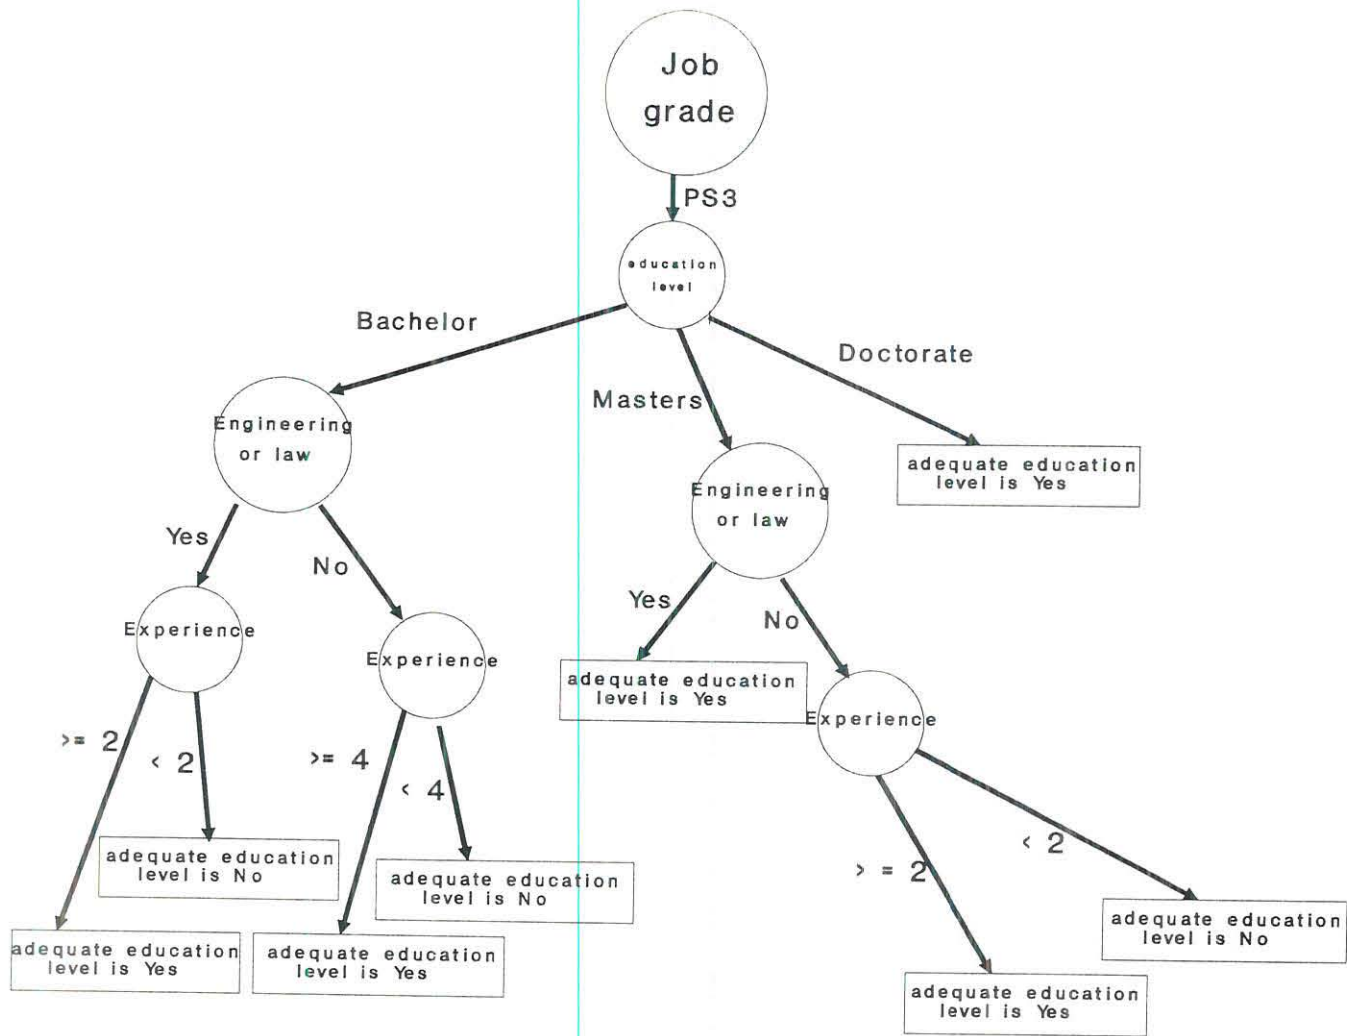 Job
grade
PS3
education
level
Bachelor
Doctorate
Masters
Engineering
or law
adequate education
level is Yes
Engineering
or law
Yes
No
Yes
No
Experience
Experience
adequate education
level is Yes
Experience
>= 2
< 2
>= 4
< 4
< 2
> = 2
adequate education
level is No
adequate education
level is No
adequate education
level is No
adequate education
level is Yes
adequate education
level is Yes
adequate education
level is Yes